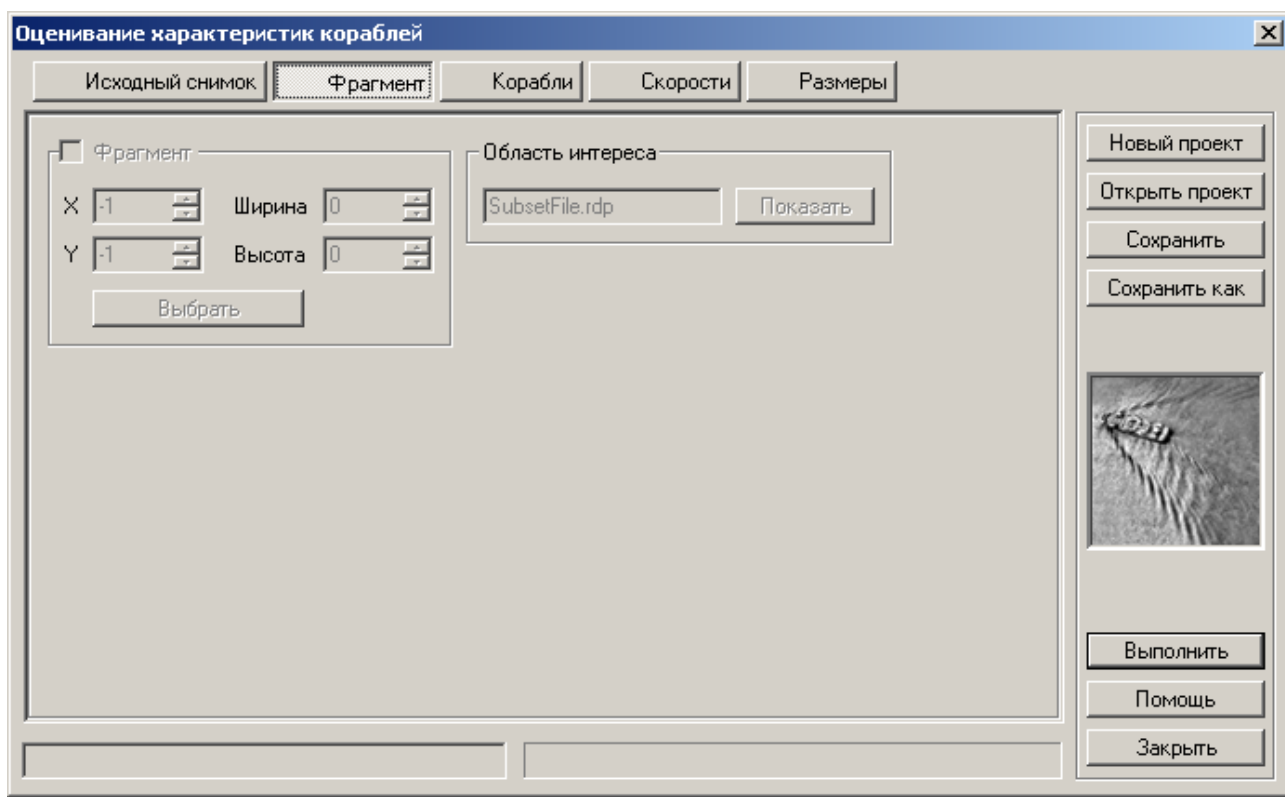 Оценивание характеристик кораблей
Исходный снимок Фрагмент Корабли Скорости Размеры
Фрагмент
X -1 Ширина 0
Y -1 Высота 0
Выбрать
Область интереса
SubsetFile.rdp Показать
Новый проект
Открыть проект
Сохранить
Сохранить как
Выполнить
Помощь
Закрыть